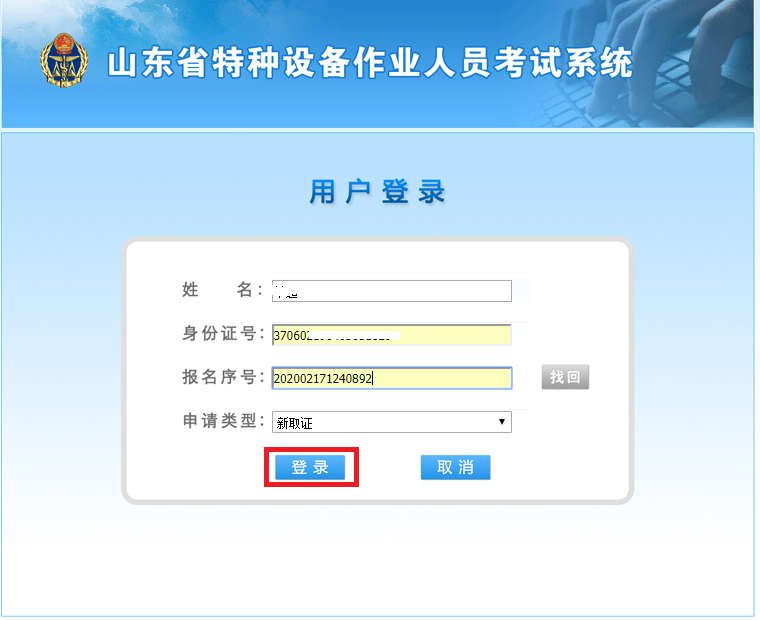 山东省特种设备作业人员考试系统
用户登录
姓 名：
身份证号： 37060
报名序号： 202002171240892 找回
申请类型： 新取证
登录 取消